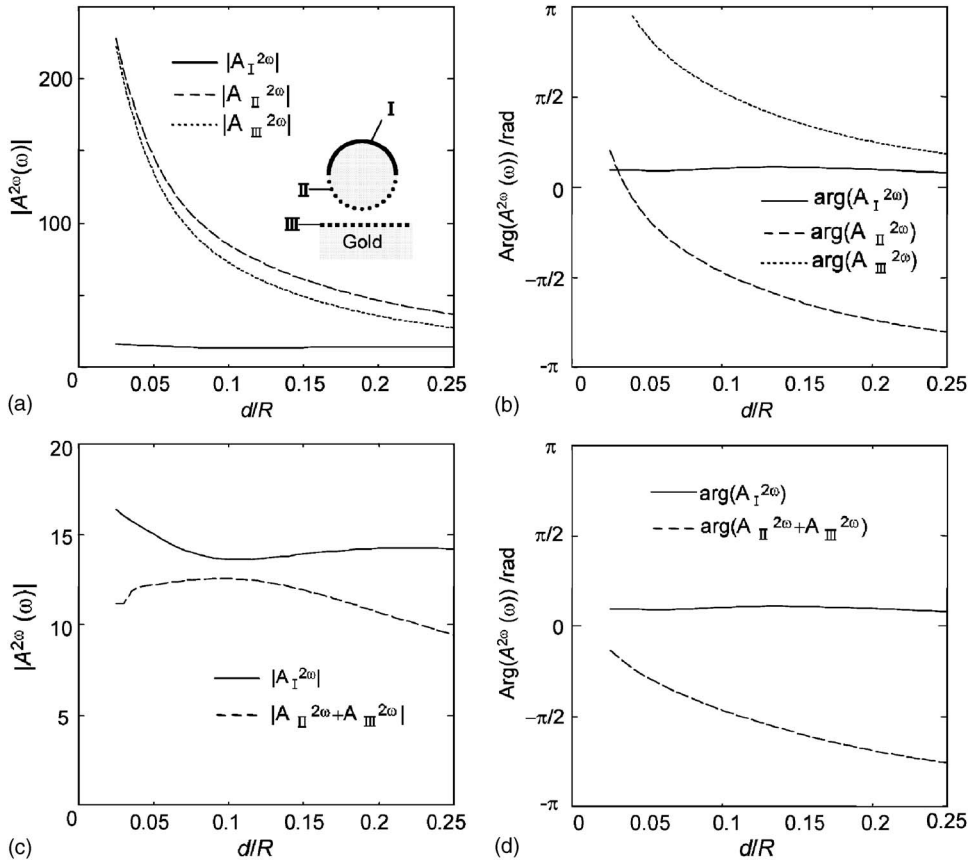 |A^2ω(ω)|
200
100
0
|A_I^2ω|
|A_II^2ω|
|A_III^2ω|
I
II
III
Gold
0 0.05 0.1 0.15 0.2 0.25
d/R
(a)
Arg(A^2ω (ω)) /rad
π
π/2
0
-π/2
-π
arg(A_I^2ω)
arg(A_II^2ω)
arg(A_III^2ω)
0 0.05 0.1 0.15 0.2 0.25
d/R
(b)
|A^2ω (ω)|
20
15
10
5
|A_I^2ω|
|A_II^2ω+A_III^2ω|
0 0.05 0.1 0.15 0.2 0.25
d/R
(c)
Arg(A^2ω (ω)) /rad
π
π/2
0
-π/2
-π
arg(A_I^2ω)
arg(A_II^2ω+A_III^2ω)
0 0.05 0.1 0.15 0.2 0.25
d/R
(d)